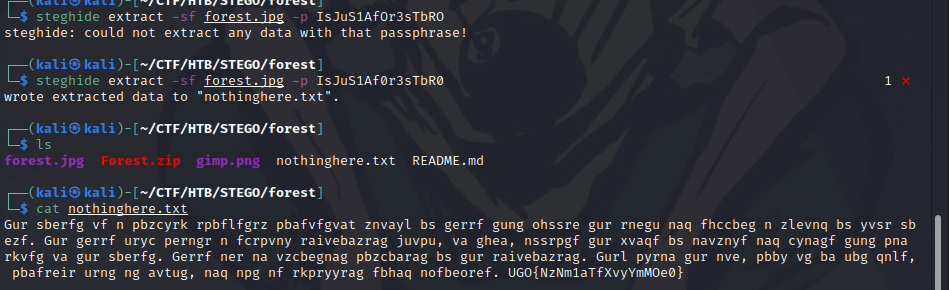 (kali㉿kali)-[~/CTF/HTB/STEGO/forest]
$ steghide extract -sf forest.jpg -p IsJuS1AfOr3sTbRO
steghide: could not extract any data with that passphrase!
(kali㉿kali)-[~/CTF/HTB/STEGO/forest]
$ steghide extract -sf forest.jpg -p IsJuS1Af0r3sTbR0 1 ⨯
wrote extracted data to "nothinghere.txt".
(kali㉿kali)-[~/CTF/HTB/STEGO/forest]
$ ls
forest.jpg Forest.zip gimp.png nothinghere.txt README.md
(kali㉿kali)-[~/CTF/HTB/STEGO/forest]
$ cat nothinghere.txt
Gur sberfg vf n pbzcyrk rpbflfgrz pbafvfgvat znvayl bs gerrf gung ohssre gur rnegu naq fhccbeg n zlevnq bs yvsr sb
ezf. Gur gerrf uryc perngr n fcrpvny raivebazrag juvpu, va ghea, nssrpgf gur xvaqf bs navznyf naq cynagf gung pna
rkvfg va gur sberfg. Gerrf ner na vzcbegnag pbzcbarag bs gur raivebazrag. Gurl pyrna gur nve, pbby vg ba ubg qnlf,
pbafreir urng ng avtug, naq npg nf rkpryyrag fbhaq nofbeoref. UGO{NzNm1aTfXvyYmMOe0}